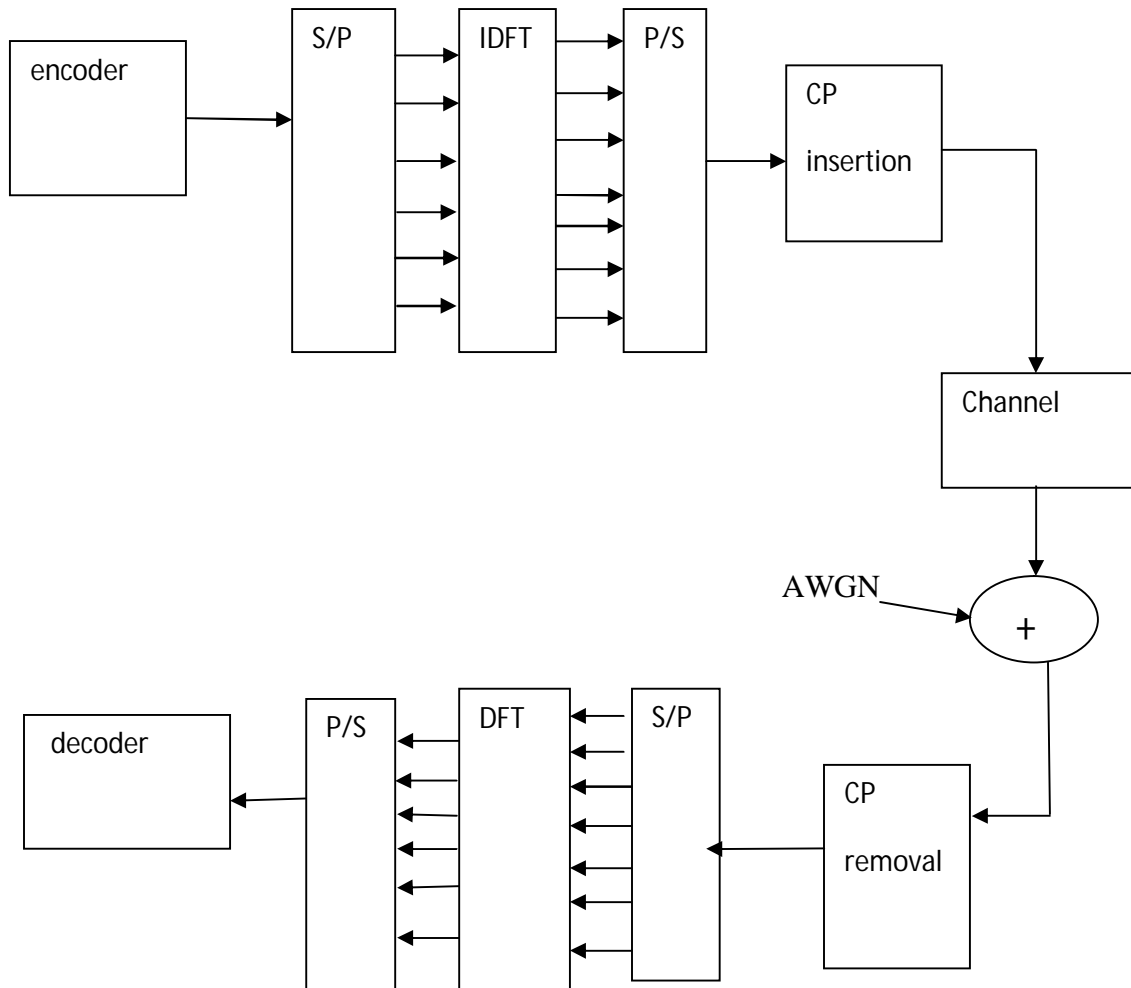 encoder
S/P
IDFT
P/S
CP
insertion
Channel
AWGN
+
decoder
P/S
DFT
S/P
CP
removal